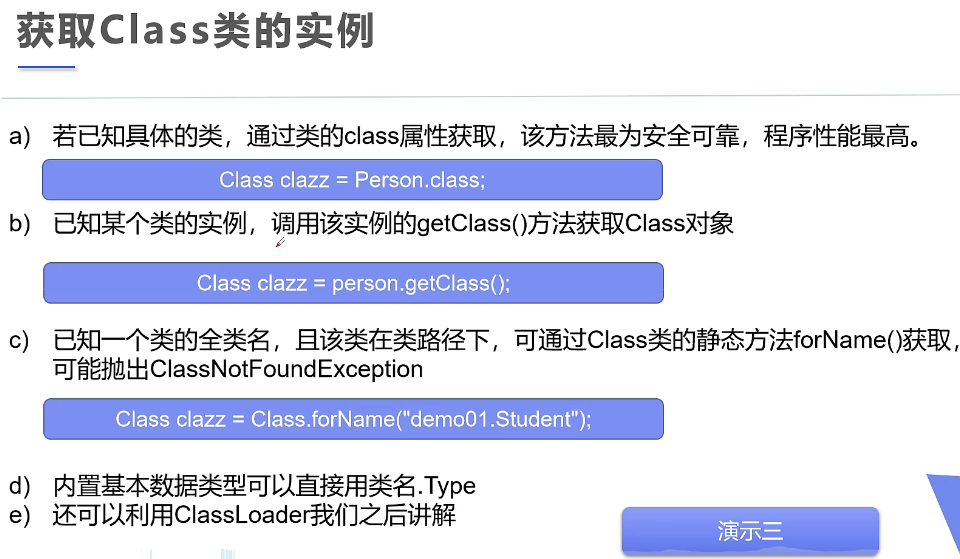 获取Class类的实例
a) 若已知具体的类，通过类的class属性获取，该方法最为安全可靠，程序性能最高。
Class clazz = Person.class;
b) 已知某个类的实例，调用该实例的getClass()方法获取Class对象
Class clazz = person.getClass();
c) 已知一个类的全类名，且该类在类路径下，可通过Class类的静态方法forName()获取，
可能抛出ClassNotFoundException
Class clazz = Class.forName("demo01.Student");
d) 内置基本数据类型可以直接用类名.Type
e) 还可以利用ClassLoader我们之后讲解
演示三